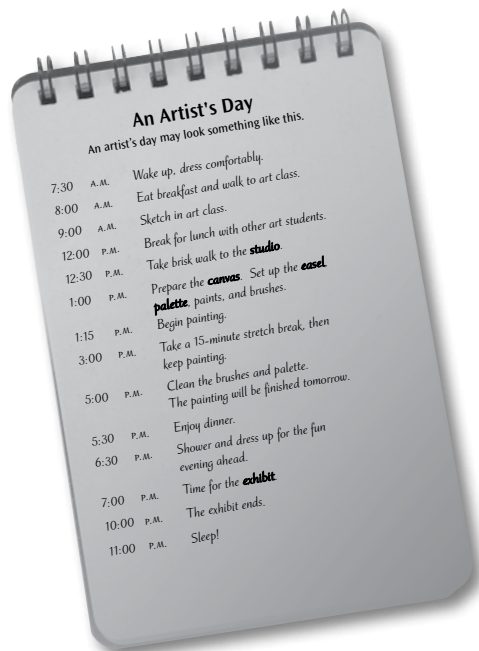 An Artist's Day
An artist's day may look something like this.
7:30 A.M. Wake up, dress comfortably.
8:00 A.M. Eat breakfast and walk to art class.
9:00 A.M. Sketch in art class.
12:00 P.M. Break for lunch with other art students.
12:30 P.M. Take brisk walk to the studio.
1:00 P.M. Prepare the canvas. Set up the easel,
palette, paints, and brushes.
1:15 P.M. Begin painting.
3:00 P.M. Take a 15-minute stretch break, then
keep painting.
5:00 P.M. Clean the brushes and palette.
The painting will be finished tomorrow.
5:30 P.M. Enjoy dinner.
6:30 P.M. Shower and dress up for the fun
evening ahead.
7:00 P.M. Time for the exhibit.
10:00 P.M. The exhibit ends.
11:00 P.M. Sleep!